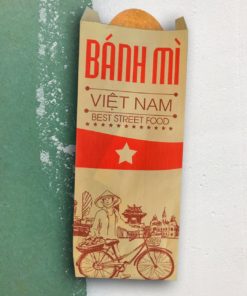 BÁNH MÌ
VIỆT NAM
BEST STREET FOOD